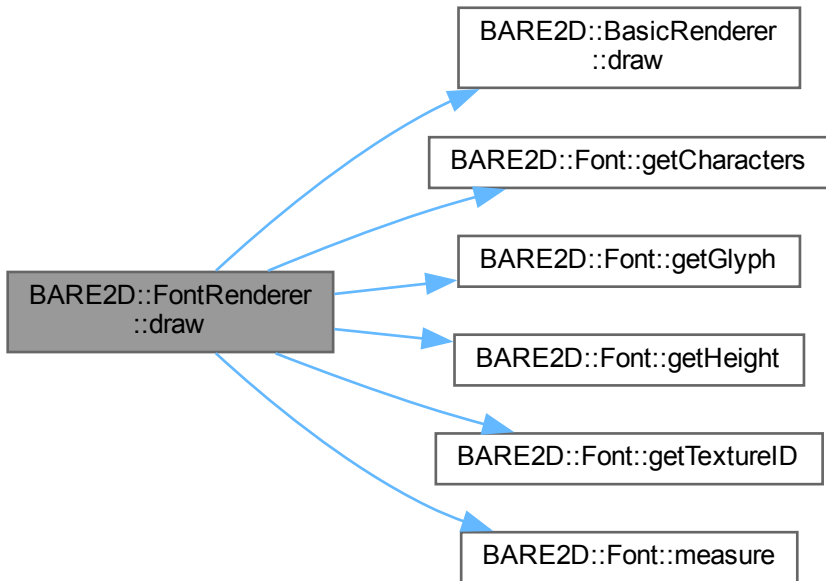 BARE2D::BasicRenderer
::draw
BARE2D::Font::getCharacters
BARE2D::Font::getGlyph
BARE2D::FontRenderer
::draw
BARE2D::Font::getHeight
BARE2D::Font::getTextureID
BARE2D::Font::measure